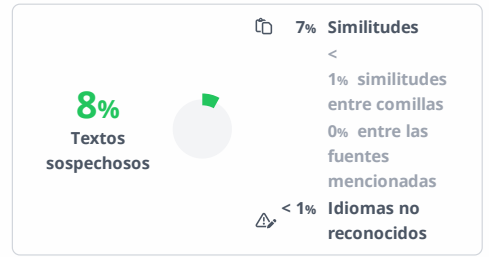 8%
Textos
sospechosos
7% Similitudes
<
1% similitudes
entre comillas
0% entre las
fuentes
mencionadas
< 1% Idiomas no
reconocidos